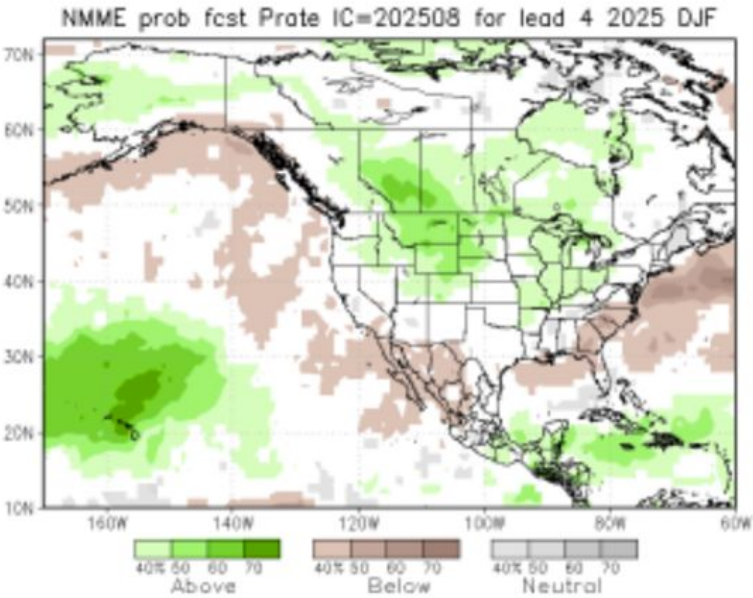 NMME prob fcst Prate IC=202508 for lead 4 2025 DJF
70N
60N
50N
40N
30N
20N
10N
160W 140W 120W 100W 80W 60W
40% 50 60 70 40% 50 60 70 40% 50 60 70
Above Below Neutral